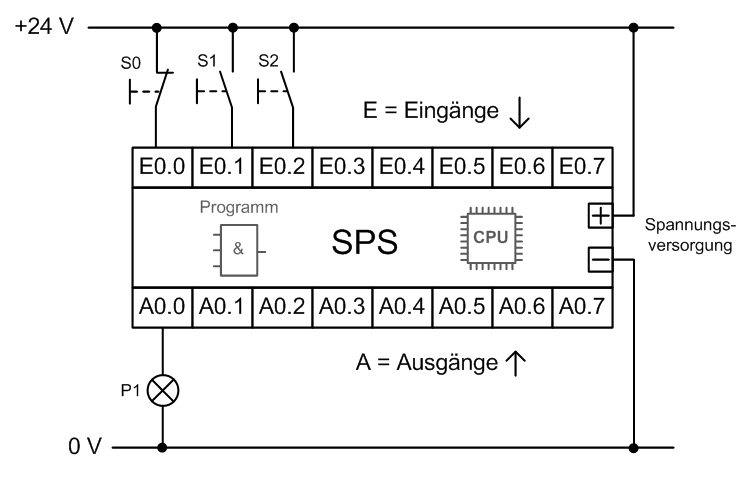 +24 V
S0
S1
S2
E = Eingänge
E0.0 E0.1 E0.2 E0.3 E0.4 E0.5 E0.6 E0.7
Programm
&
SPS
CPU
+
−
Spannungs-
versorgung
A0.0 A0.1 A0.2 A0.3 A0.4 A0.5 A0.6 A0.7
A = Ausgänge
P1
0 V